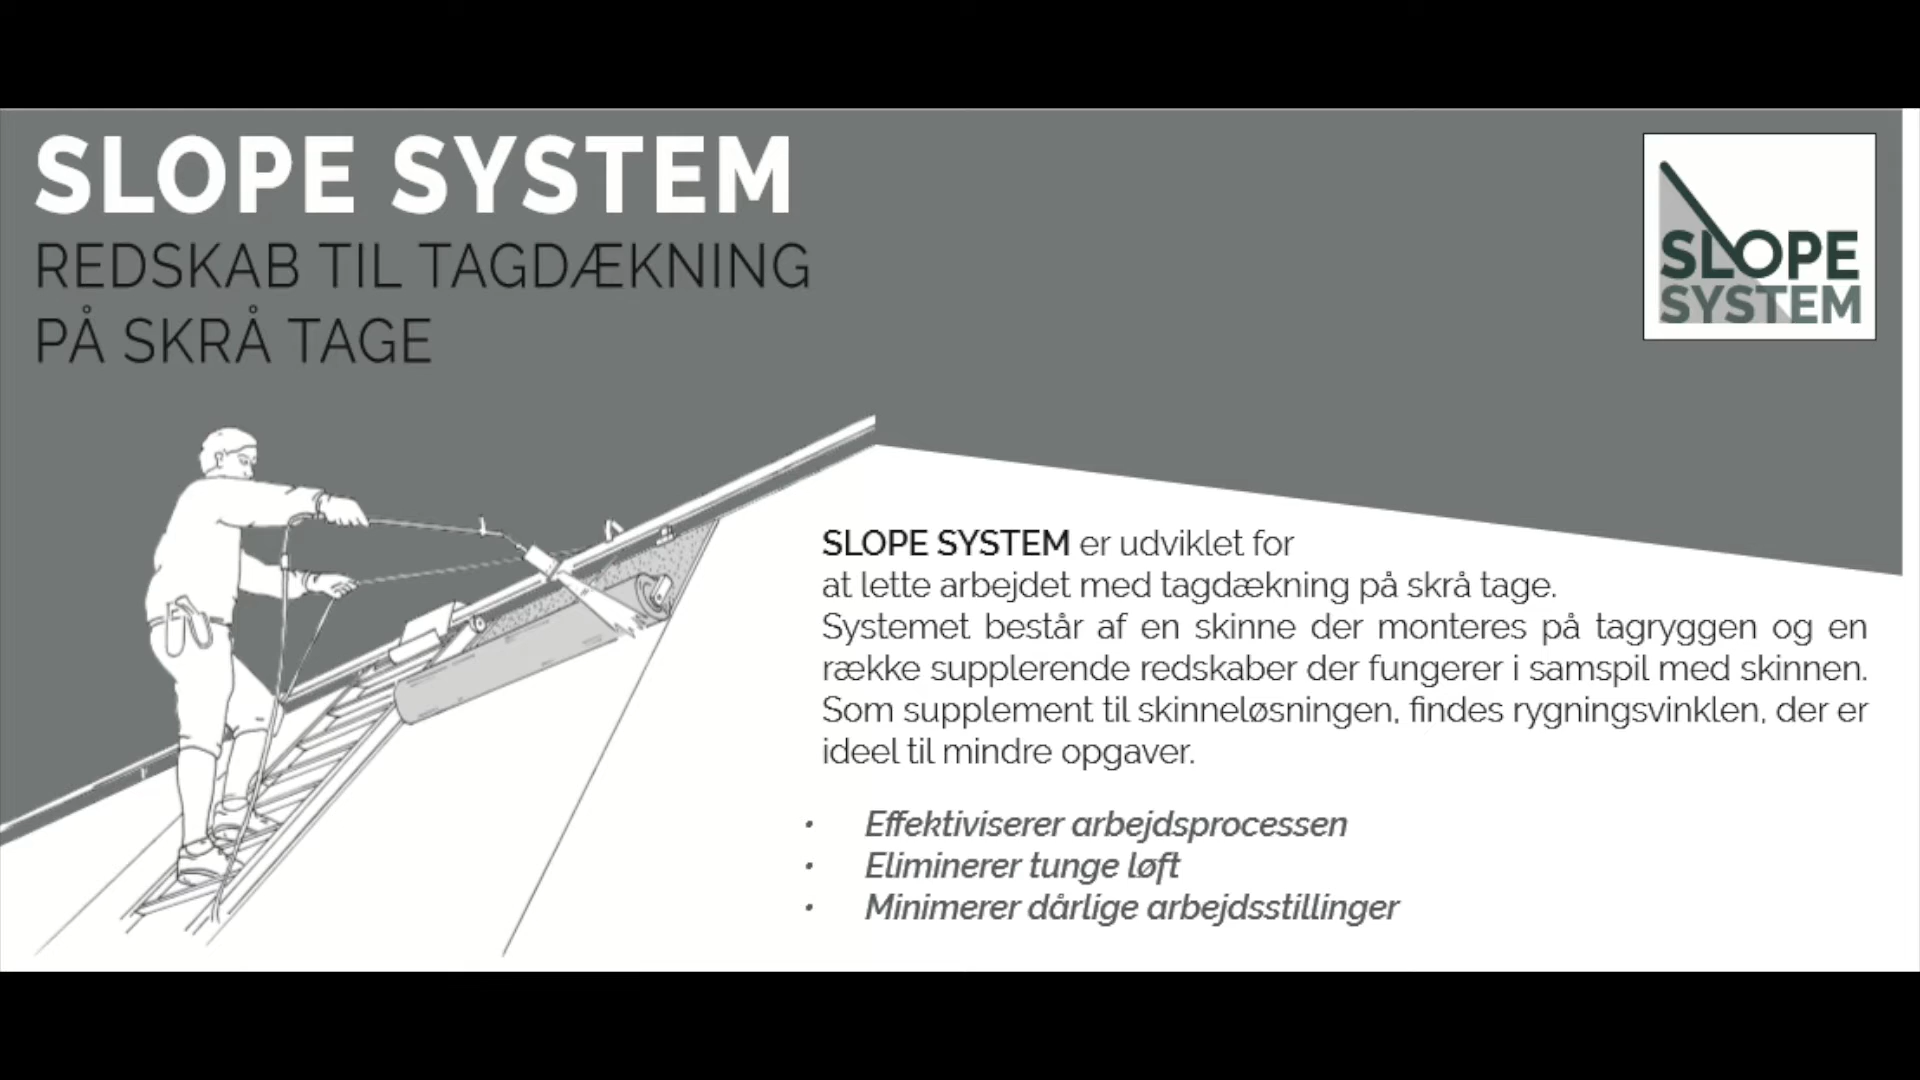 SLOPE SYSTEM
REDSKAB TIL TAGDÆKNING
PÅ SKRÅ TAGE
SLOPE
SYSTEM
SLOPE SYSTEM er udviklet for
at lette arbejdet med tagdækning på skrå tage.
Systemet består af en skinne der monteres på tagryggen og en
række supplerende redskaber der fungerer i samspil med skinnen.
Som supplement til skinneløsningen, findes rygningsvinklen, der er
ideel til mindre opgaver.
• Effektiviserer arbejdsprocessen
• Eliminerer tunge løft
• Minimerer dårlige arbejdsstillinger